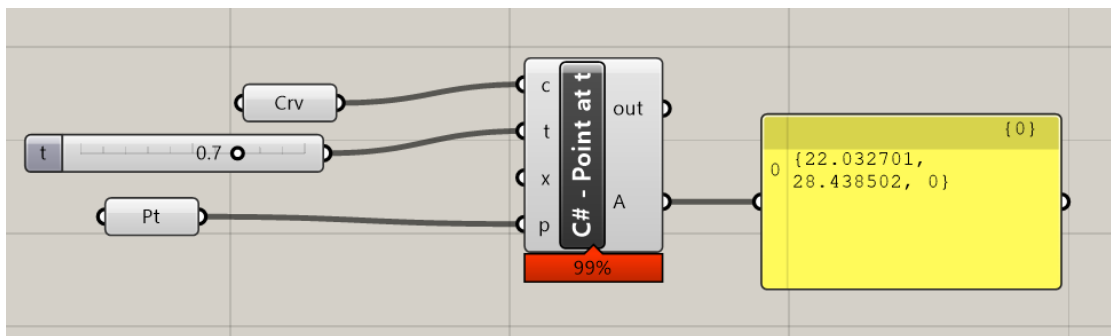 Crv
t
0.7
Pt
c
t
x
p
C# - Point at t
out
A
99%
{0}
0
{22.032701,
28.438502, 0}